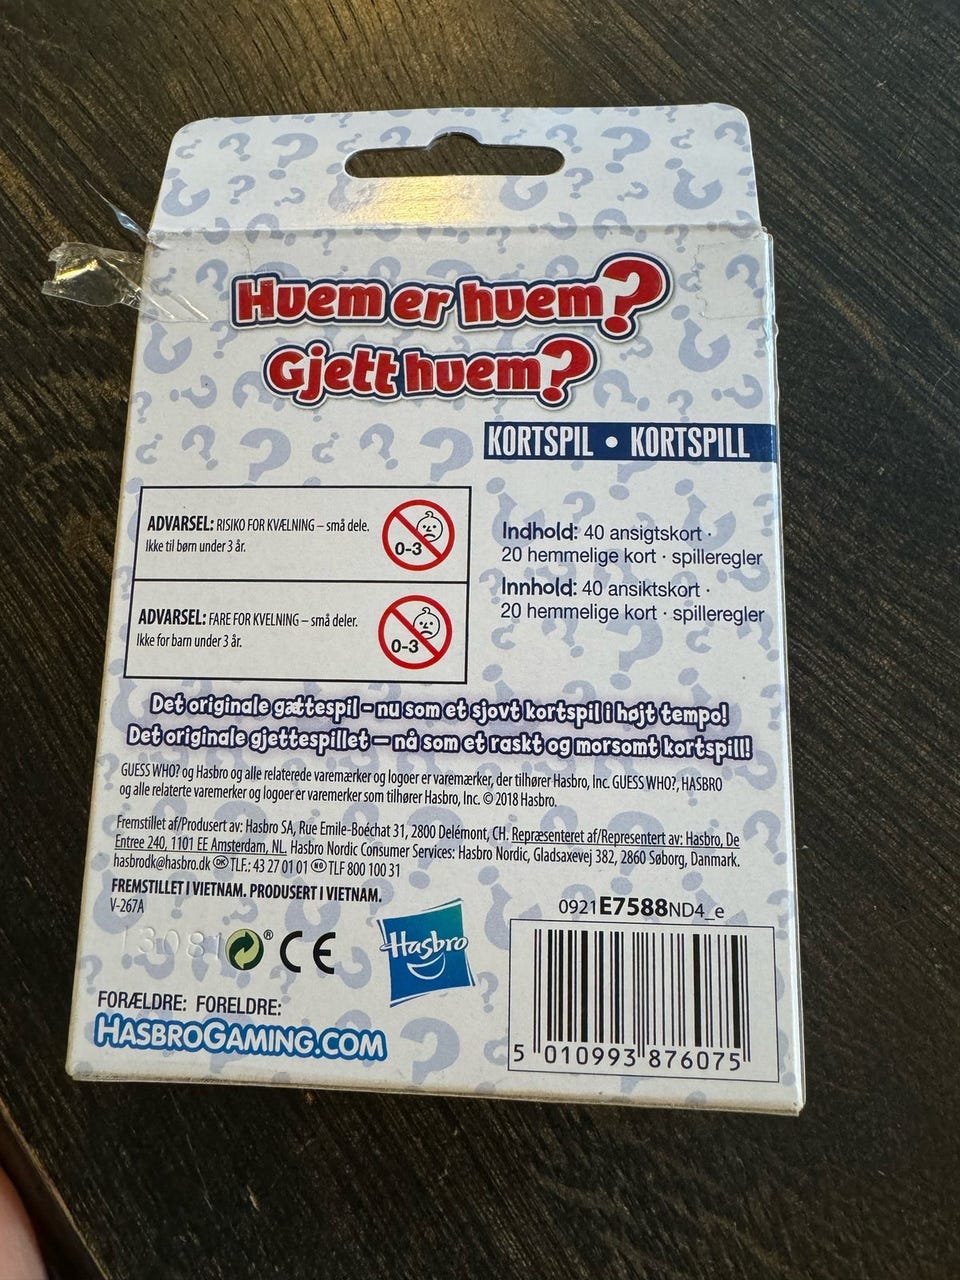 Hvem er hvem?
Gjett hvem?
KORTSPIL • KORTSPILL
ADVARSEL: RISIKO FOR KVÆLNING – små dele.
Ikke til børn under 3 år.
0-3
ADVARSEL: FARE FOR KVELNING – små deler.
Ikke for barn under 3 år.
0-3
Indhold: 40 ansigtskort ·
20 hemmelige kort · spilleregler
Innhold: 40 ansiktskort ·
20 hemmelige kort · spilleregler
Det originale gættespil – nu som et sjovt kortspil i højt tempo!
Det originale gjettespillet – nå som et raskt og morsomt kortspill!
GUESS WHO? og Hasbro og alle relaterede varemærker og logoer er varemærker, der tilhører Hasbro, Inc. GUESS WHO?, HASBRO
og alle relaterte varemerker og logoer er varemerker som tilhører Hasbro, Inc. © 2018 Hasbro.
Fremstillet af/Produsert av: Hasbro SA, Rue Emile-Boéchat 31, 2800 Delémont, CH. Repræsenteret af/Representert av: Hasbro, De
Entree 240, 1101 EE Amsterdam, NL. Hasbro Nordic Consumer Services: Hasbro Nordic, Gladsaxevej 382, 2860 Søborg, Danmark.
hasbrodk@hasbro.dk DK TLF.: 43 27 01 01 NO TLF 800 100 31
FREMSTILLET I VIETNAM. PRODUSERT I VIETNAM.
V-267A
0921E7588ND4_e
13081
® CE
Hasbro
FORÆLDRE: FORELDRE:
HASBROGAMING.COM
5 010993 876075